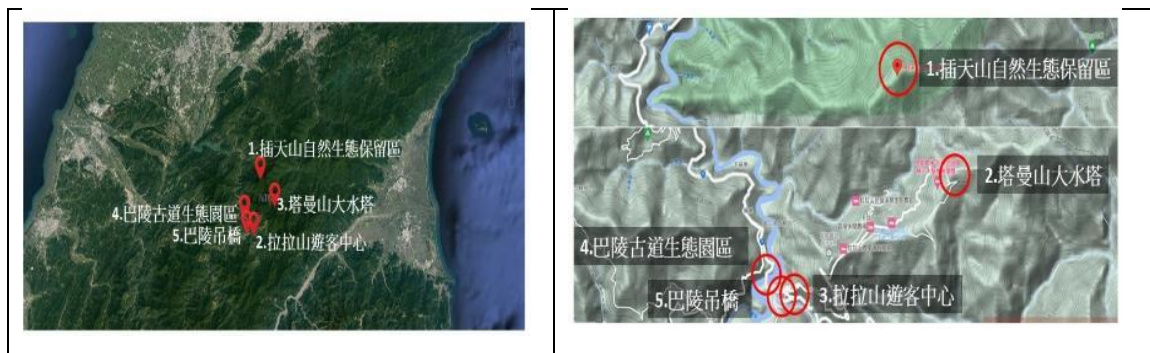 1.插天山自然生態保留區
3.塔曼山大水塔
4.巴陵古道生態園區
5.巴陵吊橋
2.拉拉山遊客中心
1.插天山自然生態保留區
2.塔曼山大水塔
4.巴陵古道生態園區
5.巴陵吊橋
3.拉拉山遊客中心